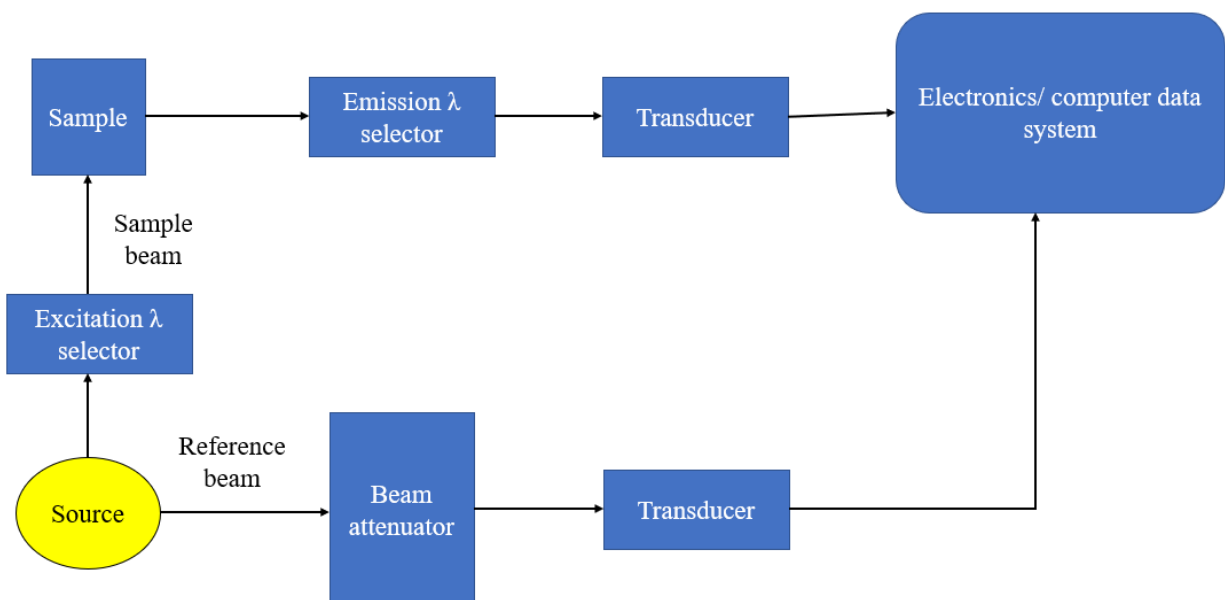 Sample
Emission λ
selector
Transducer
Electronics/ computer data
system
Sample
beam
Excitation λ
selector
Reference
beam
Source
Beam
attenuator
Transducer